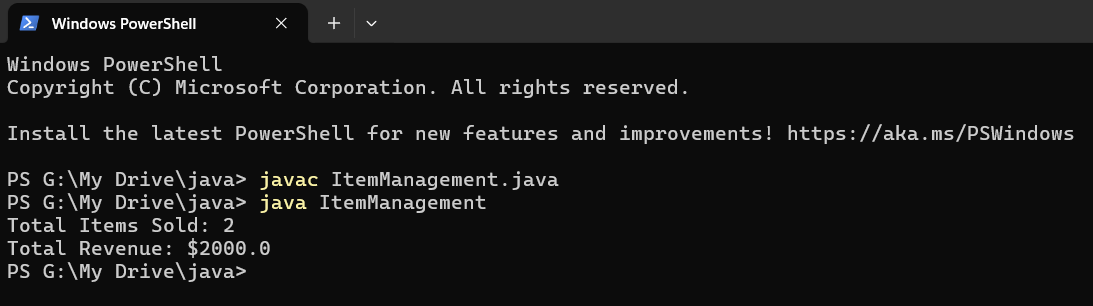 Windows PowerShell
Windows PowerShell
Copyright (C) Microsoft Corporation. All rights reserved.
Install the latest PowerShell for new features and improvements! https://aka.ms/PSWindows
PS G:\My Drive\java> javac ItemManagement.java
PS G:\My Drive\java> java ItemManagement
Total Items Sold: 2
Total Revenue: $2000.0
PS G:\My Drive\java>